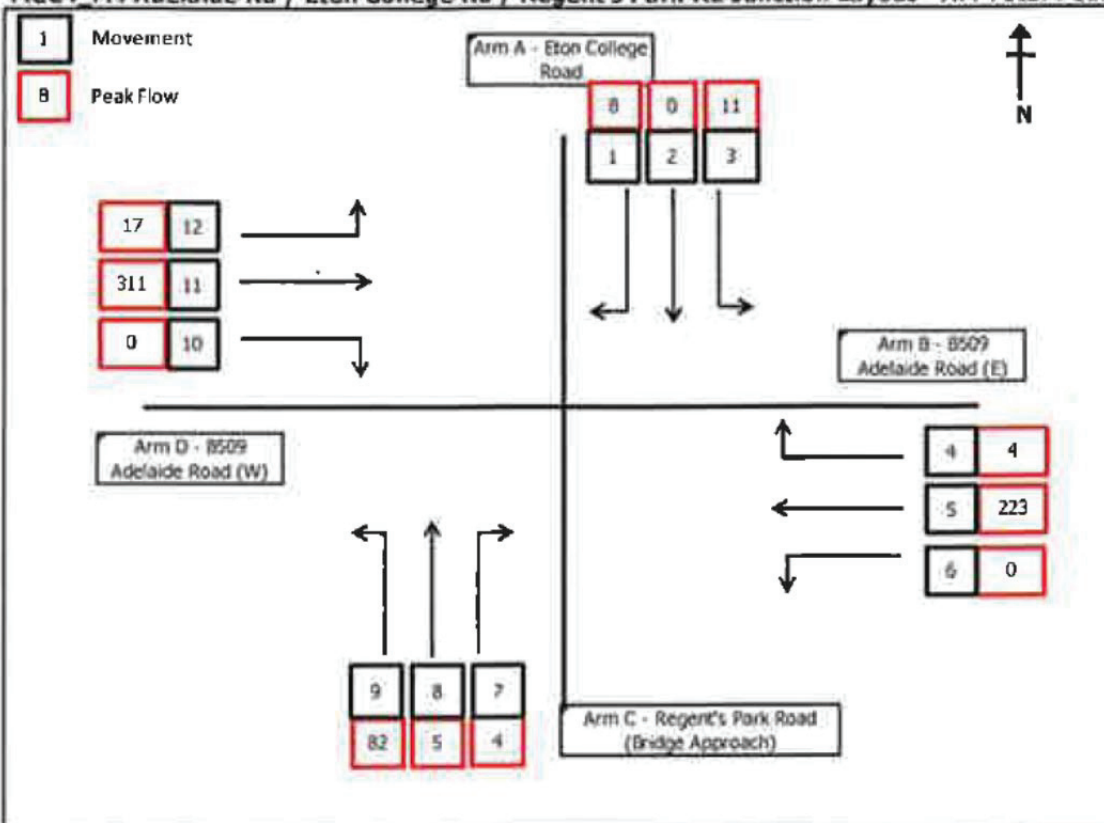 1 Movement
8 Peak Flow
Arm A - Eton College
Road
N
8 0 11
1 2 3
17 12
311 11
0 10
Arm B - B509
Adelaide Road (E)
Arm D - B509
Adelaide Road (W)
4 4
5 223
6 0
9 8 7
82 5 4
Arm C - Regent's Park Road
(Bridge Approach)